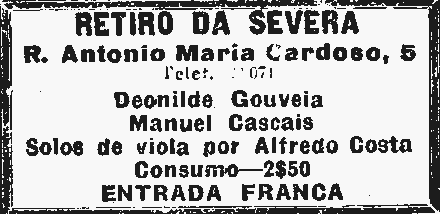 RETIRO DA SEVERA
R. Antonio Maria Cardoso, 5
Telef. 071
Deonilde Gouveia
Manuel Cascais
Solos de viola por Alfredo Costa
Consumo—2$50
ENTRADA FRANCA